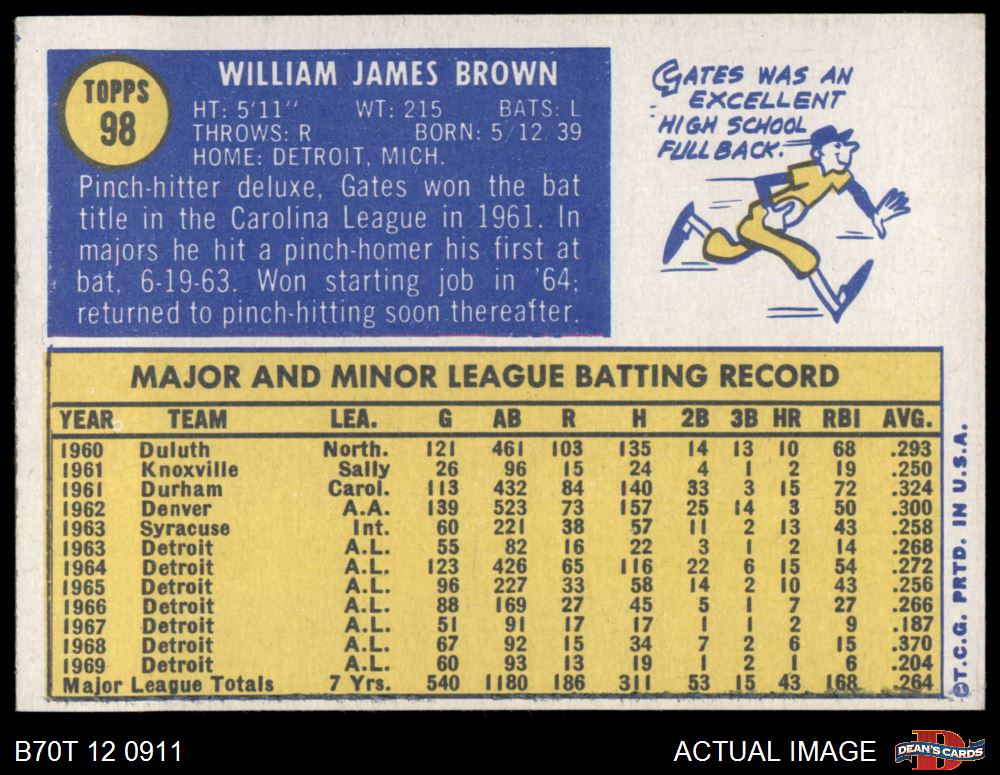 TOPPS
98
WILLIAM JAMES BROWN
HT: 5'11" WT: 215 BATS: L
THROWS: R BORN: 5/12/39
HOME: DETROIT, MICH.
Pinch-hitter deluxe, Gates won the bat
title in the Carolina League in 1961. In
majors he hit a pinch-homer his first at
bat, 6-19-63. Won starting job in '64;
returned to pinch-hitting soon thereafter.
GATES WAS AN
EXCELLENT
HIGH SCHOOL
FULLBACK.
MAJOR AND MINOR LEAGUE BATTING RECORD
YEAR TEAM LEA. G AB R H 2B 3B HR RBI AVG.
1960 Duluth North. 121 461 103 135 14 13 10 68 .293
1961 Knoxville Sally 26 96 15 24 4 1 2 19 .250
1961 Durham Carol. 113 432 84 140 33 3 15 72 .324
1962 Denver A.A. 139 523 73 157 25 14 3 50 .300
1963 Syracuse Int. 60 221 38 57 11 2 13 43 .258
1963 Detroit A.L. 55 82 16 22 3 1 2 14 .268
1964 Detroit A.L. 123 426 65 116 22 6 15 54 .272
1965 Detroit A.L. 96 227 33 58 14 2 10 43 .256
1966 Detroit A.L. 88 169 27 45 5 1 7 27 .266
1967 Detroit A.L. 51 91 17 17 1 1 2 9 .187
1968 Detroit A.L. 67 92 15 34 7 2 6 15 .370
1969 Detroit A.L. 60 93 13 19 1 2 1 6 .204
Major League Totals 7 Yrs. 540 1180 186 311 53 15 43 168 .264
©T.C.G. PRTD. IN U.S.A.
B70T 12 0911
ACTUAL IMAGE
DEAN'S CARDS